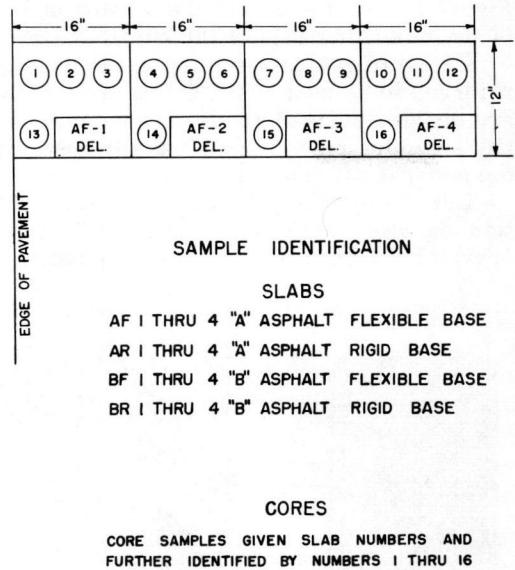 16" 16" 16" 16"
1 2 3 4 5 6 7 8 9 10 11 12
12"
13 AF-1 DEL. 14 AF-2 DEL. 15 AF-3 DEL. 16 AF-4 DEL.
EDGE OF PAVEMENT
SAMPLE IDENTIFICATION
SLABS
AF 1 THRU 4 "A" ASPHALT FLEXIBLE BASE
AR 1 THRU 4 "A" ASPHALT RIGID BASE
BF 1 THRU 4 "B" ASPHALT FLEXIBLE BASE
BR 1 THRU 4 "B" ASPHALT RIGID BASE
CORES
CORE SAMPLES GIVEN SLAB NUMBERS AND
FURTHER IDENTIFIED BY NUMBERS 1 THRU 16